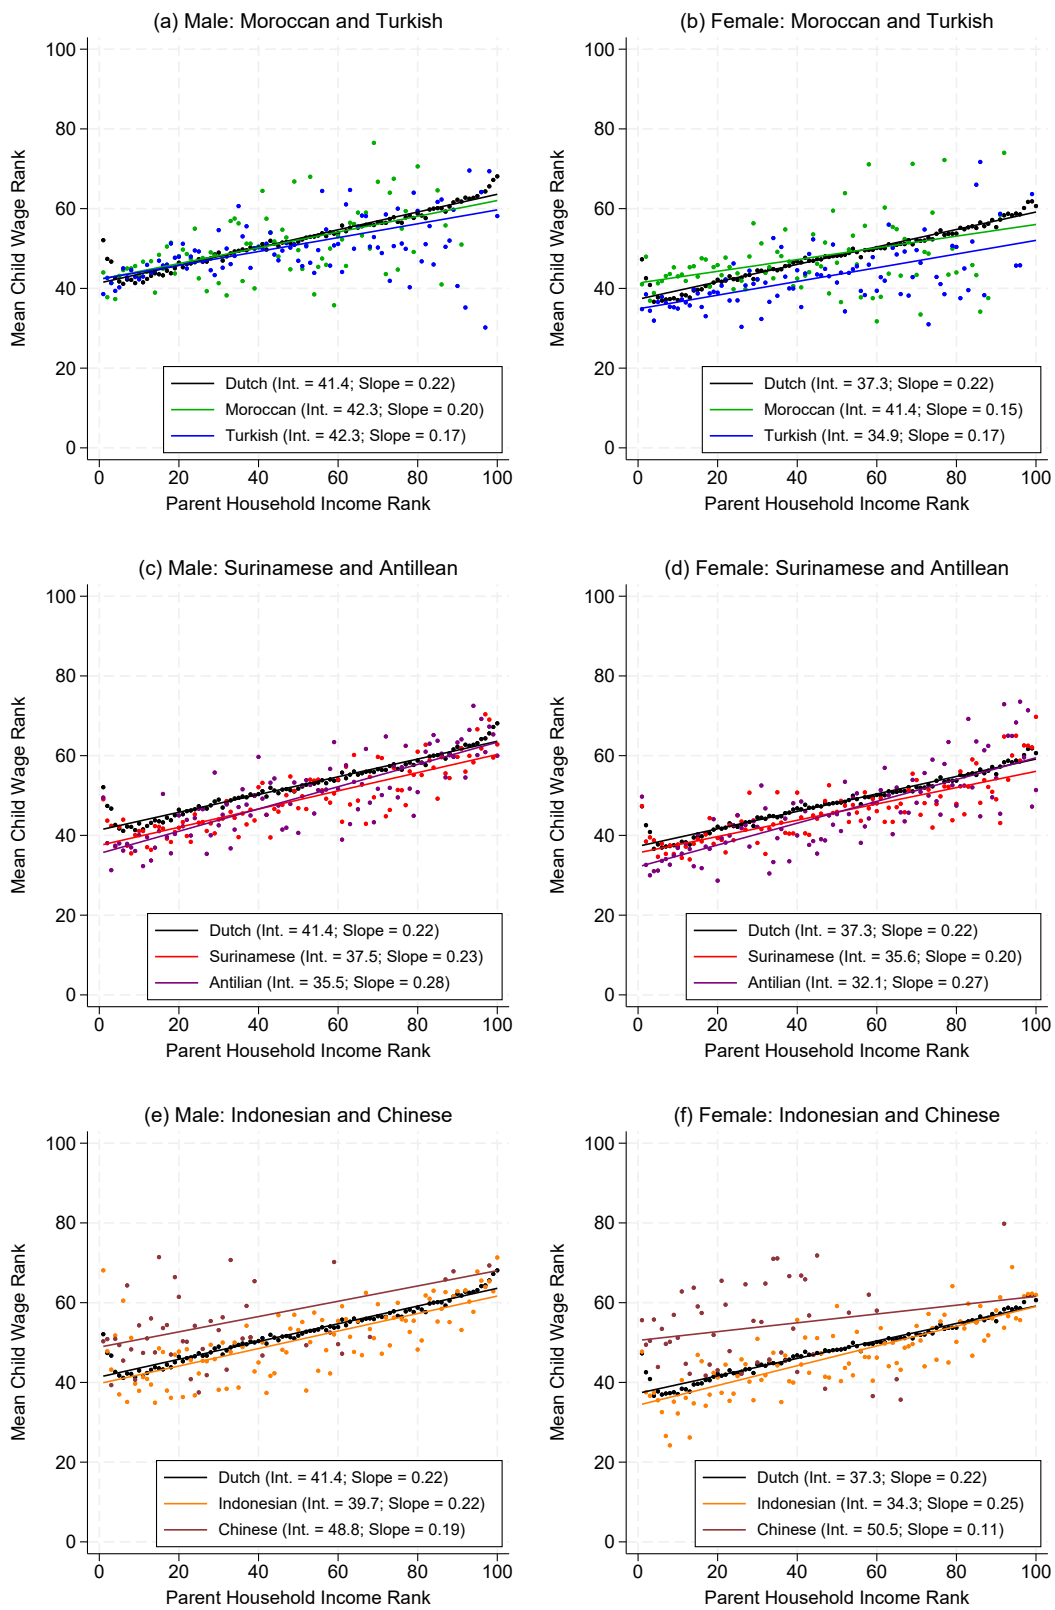 (a) Male: Moroccan and Turkish
Mean Child Wage Rank
100
80
60
40
20
0
Dutch (Int. = 41.4; Slope = 0.22)
Moroccan (Int. = 42.3; Slope = 0.20)
Turkish (Int. = 42.3; Slope = 0.17)
0 20 40 60 80 100
Parent Household Income Rank
(b) Female: Moroccan and Turkish
Mean Child Wage Rank
100
80
60
40
20
0
Dutch (Int. = 37.3; Slope = 0.22)
Moroccan (Int. = 41.4; Slope = 0.15)
Turkish (Int. = 34.9; Slope = 0.17)
0 20 40 60 80 100
Parent Household Income Rank
(c) Male: Surinamese and Antillean
Mean Child Wage Rank
100
80
60
40
20
0
Dutch (Int. = 41.4; Slope = 0.22)
Surinamese (Int. = 37.5; Slope = 0.23)
Antilian (Int. = 35.5; Slope = 0.28)
0 20 40 60 80 100
Parent Household Income Rank
(d) Female: Surinamese and Antillean
Mean Child Wage Rank
100
80
60
40
20
0
Dutch (Int. = 37.3; Slope = 0.22)
Surinamese (Int. = 35.6; Slope = 0.20)
Antilian (Int. = 32.1; Slope = 0.27)
0 20 40 60 80 100
Parent Household Income Rank
(e) Male: Indonesian and Chinese
Mean Child Wage Rank
100
80
60
40
20
0
Dutch (Int. = 41.4; Slope = 0.22)
Indonesian (Int. = 39.7; Slope = 0.22)
Chinese (Int. = 48.8; Slope = 0.19)
0 20 40 60 80 100
Parent Household Income Rank
(f) Female: Indonesian and Chinese
Mean Child Wage Rank
100
80
60
40
20
0
Dutch (Int. = 37.3; Slope = 0.22)
Indonesian (Int. = 34.3; Slope = 0.25)
Chinese (Int. = 50.5; Slope = 0.11)
0 20 40 60 80 100
Parent Household Income Rank